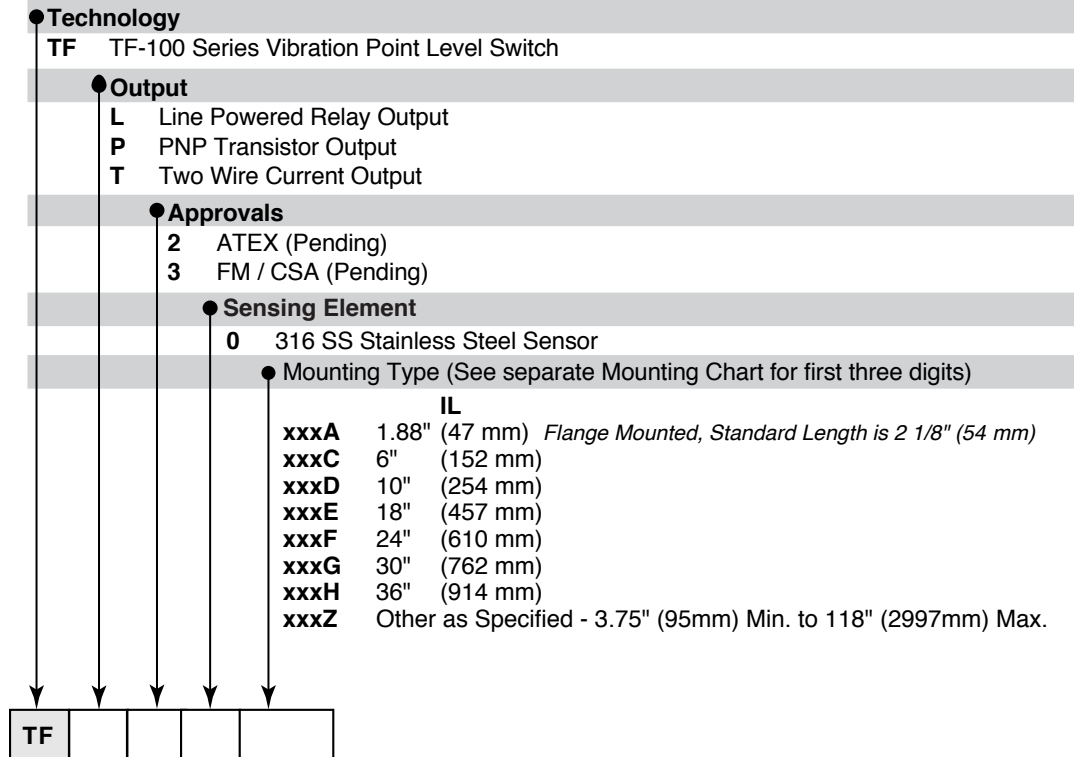 Technology
TF TF-100 Series Vibration Point Level Switch
Output
L Line Powered Relay Output
P PNP Transistor Output
T Two Wire Current Output
Approvals
2 ATEX (Pending)
3 FM / CSA (Pending)
Sensing Element
0 316 SS Stainless Steel Sensor
Mounting Type (See separate Mounting Chart for first three digits)
IL
xxxA 1.88" (47 mm) Flange Mounted, Standard Length is 2 1/8" (54 mm)
xxxC 6" (152 mm)
xxxD 10" (254 mm)
xxxE 18" (457 mm)
xxxF 24" (610 mm)
xxxG 30" (762 mm)
xxxH 36" (914 mm)
xxxZ Other as Specified - 3.75" (95mm) Min. to 118" (2997mm) Max.
TF